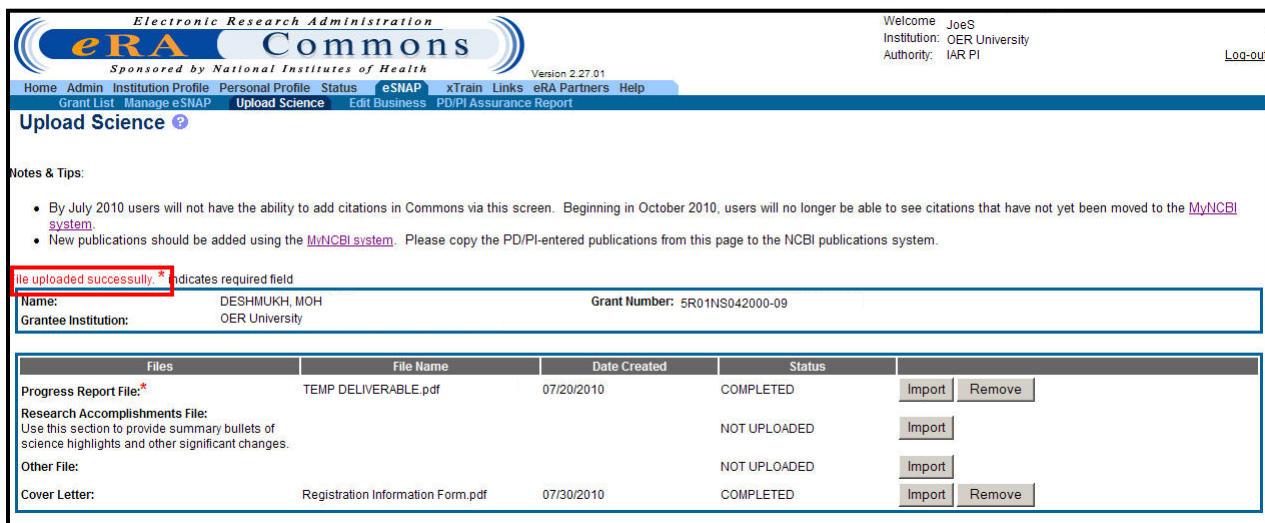 Electronic Research Administration
eRA Commons
Sponsored by National Institutes of Health
Version 2.27.01
Welcome JoeS
Institution: OER University
Authority: IAR PI
Log-out
Home Admin Institution Profile Personal Profile Status eSNAP xTrain Links eRA Partners Help
Grant List Manage eSNAP Upload Science Edit Business PD/PI Assurance Report
Upload Science ?
Notes & Tips:
• By July 2010 users will not have the ability to add citations in Commons via this screen. Beginning in October 2010, users will no longer be able to see citations that have not yet been moved to the MyNCBI
system.
• New publications should be added using the MyNCBI system. Please copy the PD/PI-entered publications from this page to the NCBI publications system.
File uploaded successully. * indicates required field
Name: DESHMUKH, MOH Grant Number: 5R01NS042000-09
Grantee Institution: OER University
Files File Name Date Created Status
Progress Report File:* TEMP DELIVERABLE.pdf 07/20/2010 COMPLETED Import Remove
Research Accomplishments File:
Use this section to provide summary bullets of
science highlights and other significant changes.
NOT UPLOADED Import
Other File: NOT UPLOADED Import
Cover Letter: Registration Information Form.pdf 07/30/2010 COMPLETED Import Remove